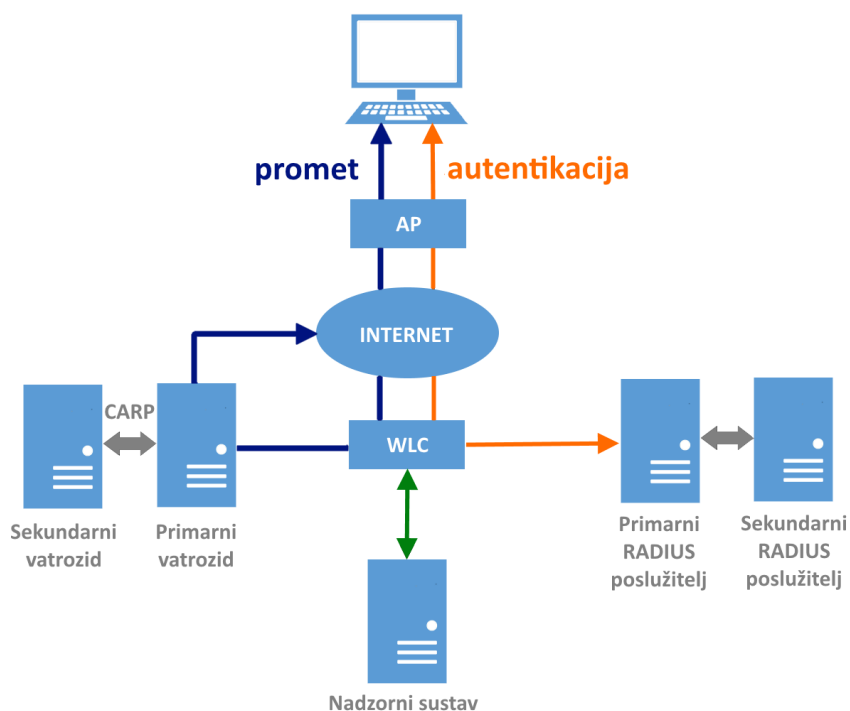 promet
autentikacija
AP
INTERNET
CARP
WLC
Sekundarni
vatrozid
Primarni
vatrozid
Primarni
RADIUS
poslužitelj
Sekundarni
RADIUS
poslužitelj
Nadzorni sustav